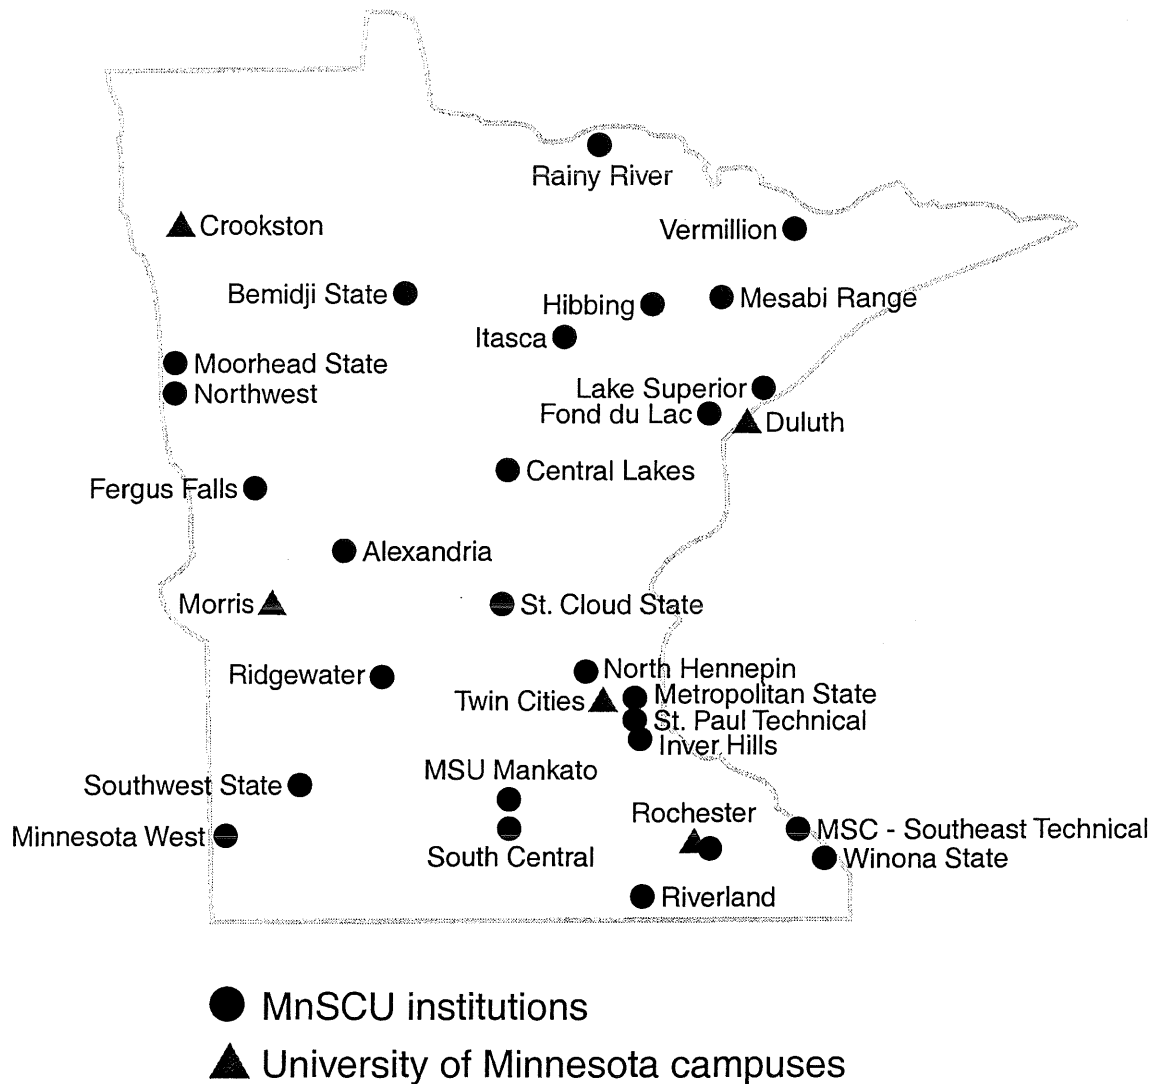 Rainy River
Crookston
Vermillion
Bemidji State
Hibbing
Mesabi Range
Itasca
Moorhead State
Northwest
Lake Superior
Fond du Lac
Duluth
Central Lakes
Fergus Falls
Alexandria
Morris
St. Cloud State
Ridgewater
North Hennepin
Twin Cities
Metropolitan State
St. Paul Technical
Inver Hills
MSU Mankato
Southwest State
Rochester
Minnesota West
MSC - Southeast Technical
South Central
Winona State
Riverland
MnSCU institutions
University of Minnesota campuses